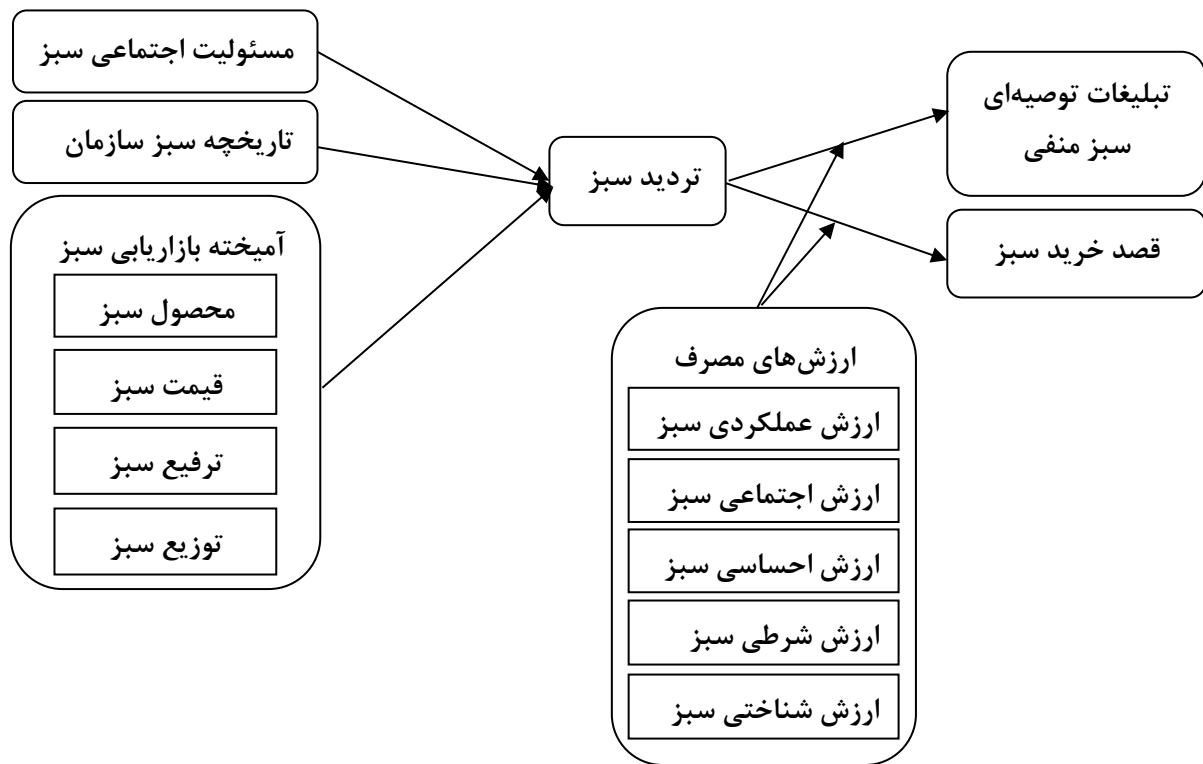 مسئولیت اجتماعی سبز
تاریخچه سبز سازمان
آمیخته بازاریابی سبز
محصول سبز
قیمت سبز
ترفیع سبز
توزیع سبز
تردید سبز
تبلیغات توصیه‌ای
سبز منفی
قصد خرید سبز
ارزش‌های مصرف
ارزش عملکردی سبز
ارزش اجتماعی سبز
ارزش احساسی سبز
ارزش شرطی سبز
ارزش شناختی سبز